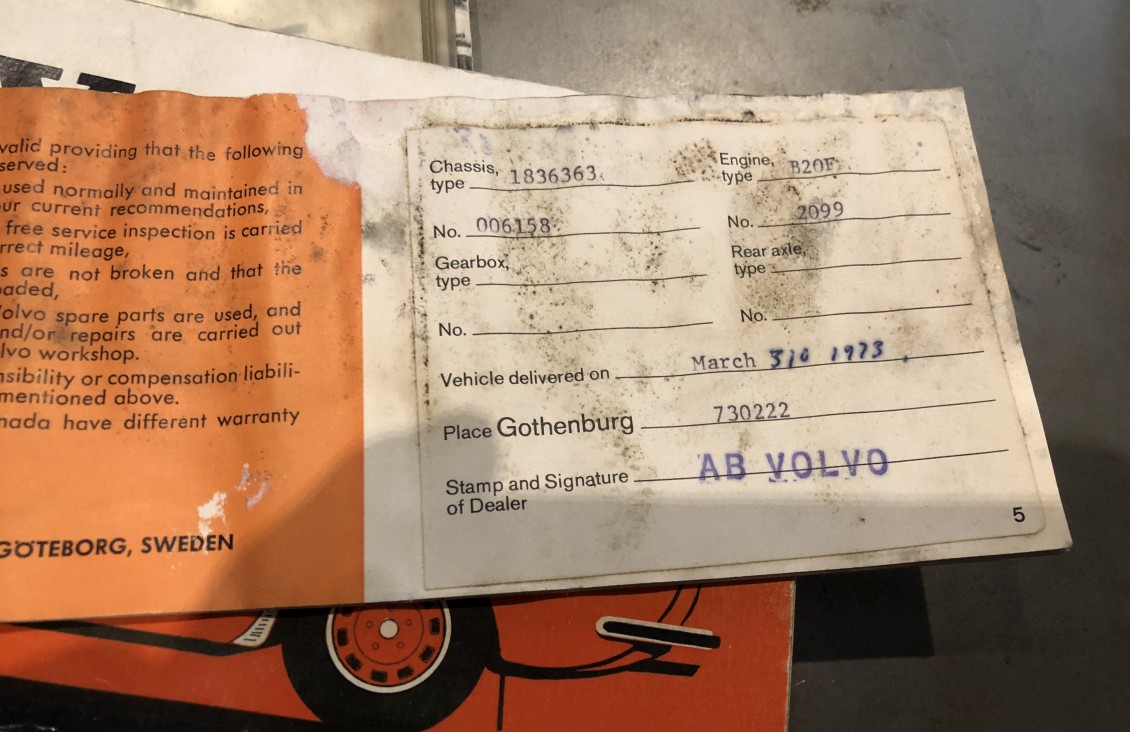 valid providing that the following
served:
used normally and maintained in
our current recommendations,
free service inspection is carried
rrect mileage,
s are not broken and that the
oaded,
Volvo spare parts are used, and
and/or repairs are carried out
lvo workshop.
nsibility or compensation liabili-
mentioned above.
nada have different warranty
GÖTEBORG, SWEDEN
Chassis, type 1836363.
No. 006158.
Gearbox, type
No.
Engine, type B20F.
No. 2099
Rear axle, type
No.
Vehicle delivered on March 1973.
Place Gothenburg 730222
Stamp and Signature AB VOLVO
of Dealer
5